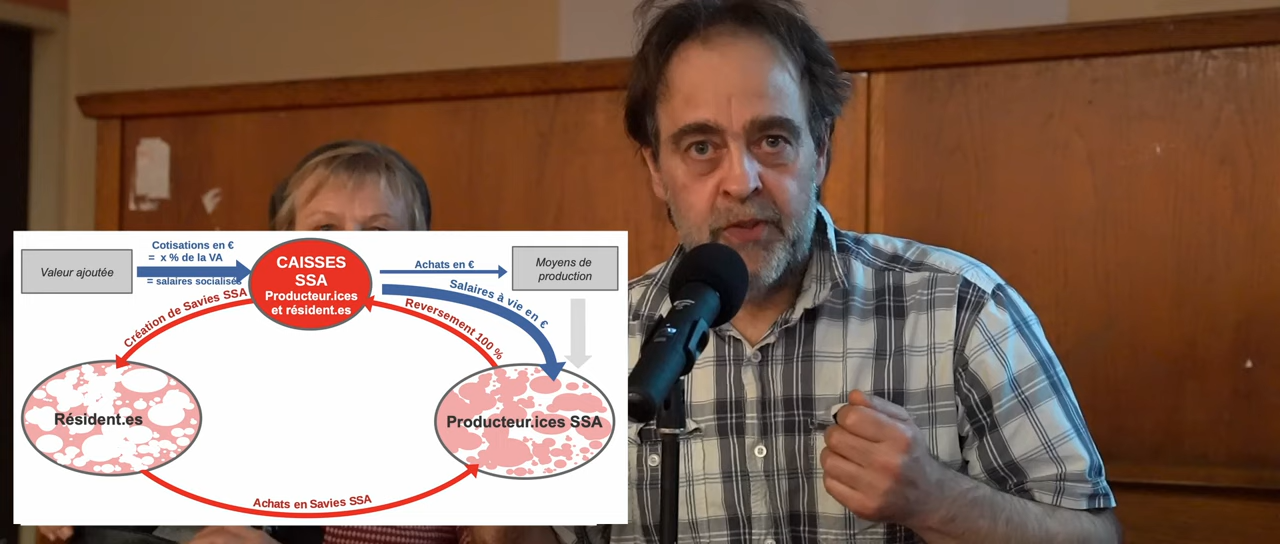 Valeur ajoutée
Cotisations en €
= x % de la VA
= salaires socialisés
CAISSES
SSA
Producteur.ices
et résident.es
Achats en €
Moyens de
production
Salaires à vie en €
Reversement 100 %
Création de Savies SSA
Résident.es
Producteur.ices SSA
Achats en Savies SSA